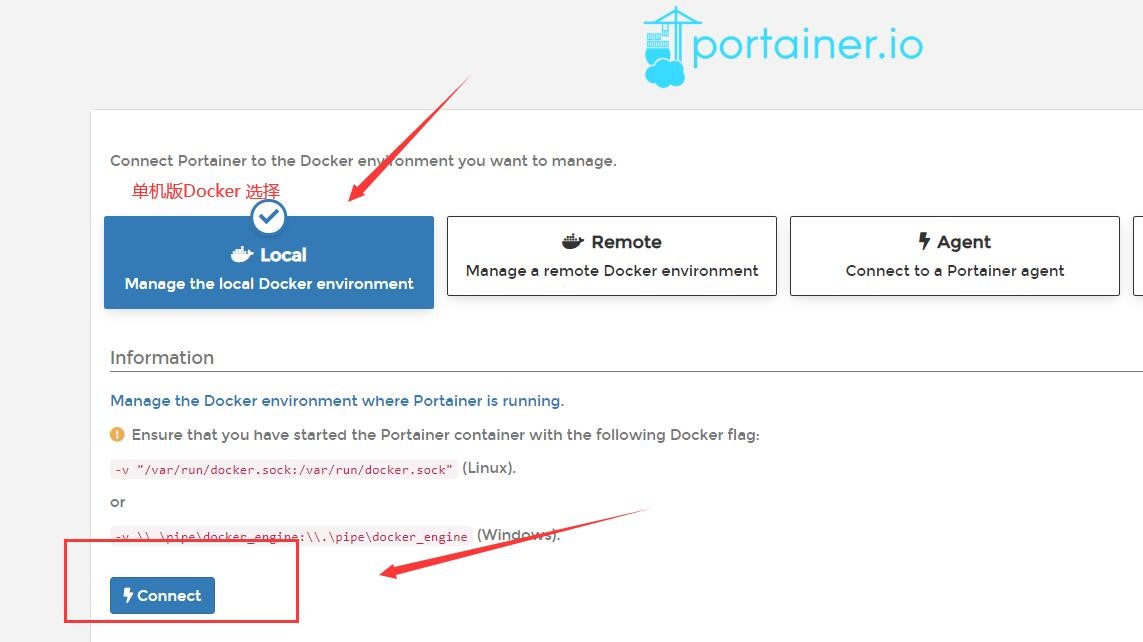 portainer.io
Connect Portainer to the Docker environment you want to manage.
单机版Docker 选择
Local
Manage the local Docker environment
Remote
Manage a remote Docker environment
Agent
Connect to a Portainer agent
Information
Manage the Docker environment where Portainer is running.
Ensure that you have started the Portainer container with the following Docker flag:
-v "/var/run/docker.sock:/var/run/docker.sock" (Linux).
or
-v \\.\pipe\docker_engine:\\.\pipe\docker_engine (Windows).
Connect